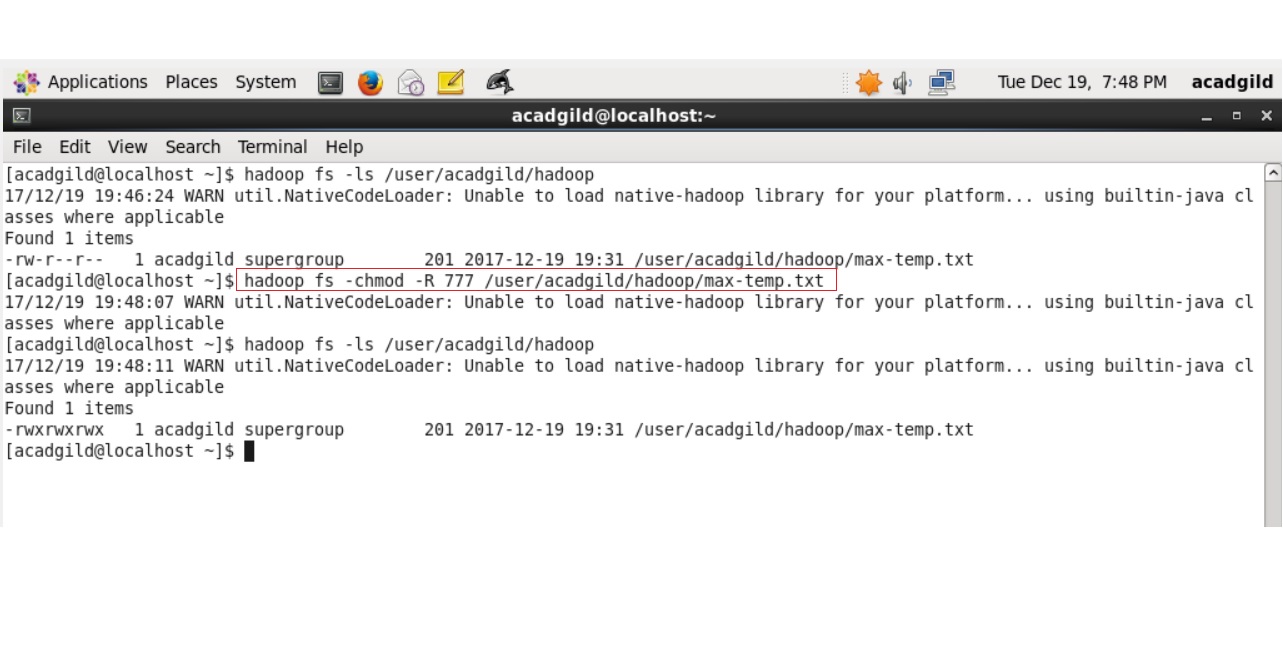 Applications Places System Tue Dec 19, 7:48 PM acadgild
acadgild@localhost:~
File Edit View Search Terminal Help
[acadgild@localhost ~]$ hadoop fs -ls /user/acadgild/hadoop
17/12/19 19:46:24 WARN util.NativeCodeLoader: Unable to load native-hadoop library for your platform... using builtin-java cl
asses where applicable
Found 1 items
-rw-r--r--   1 acadgild supergroup        201 2017-12-19 19:31 /user/acadgild/hadoop/max-temp.txt
[acadgild@localhost ~]$ hadoop fs -chmod -R 777 /user/acadgild/hadoop/max-temp.txt
17/12/19 19:48:07 WARN util.NativeCodeLoader: Unable to load native-hadoop library for your platform... using builtin-java cl
asses where applicable
[acadgild@localhost ~]$ hadoop fs -ls /user/acadgild/hadoop
17/12/19 19:48:11 WARN util.NativeCodeLoader: Unable to load native-hadoop library for your platform... using builtin-java cl
asses where applicable
Found 1 items
-rwxrwxrwx   1 acadgild supergroup        201 2017-12-19 19:31 /user/acadgild/hadoop/max-temp.txt
[acadgild@localhost ~]$